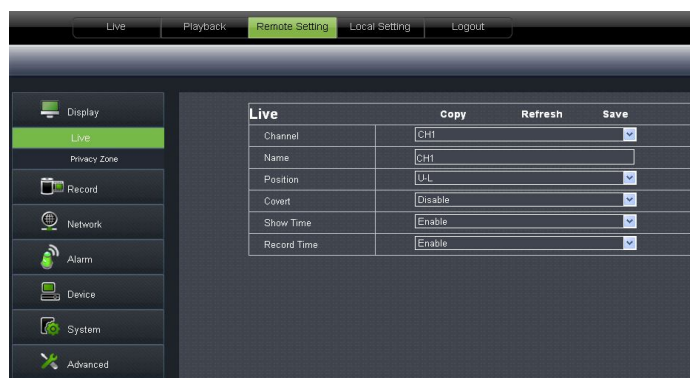 Live Playback Remote Setting Local Setting Logout
Display
Live
Privacy Zone
Record
Network
Alarm
Device
System
Advanced
Live Copy Refresh Save
Channel CH1
Name CH1
Position U-L
Covert Disable
Show Time Enable
Record Time Enable